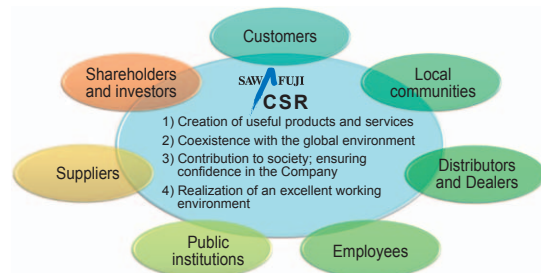 Customers
Shareholders
and investors
SAWAFUJI
CSR
Local
communities
1) Creation of useful products and services
2) Coexistence with the global environment
3) Contribution to society; ensuring
confidence in the Company
4) Realization of an excellent working
environment
Suppliers
Distributors
and Dealers
Public
institutions
Employees